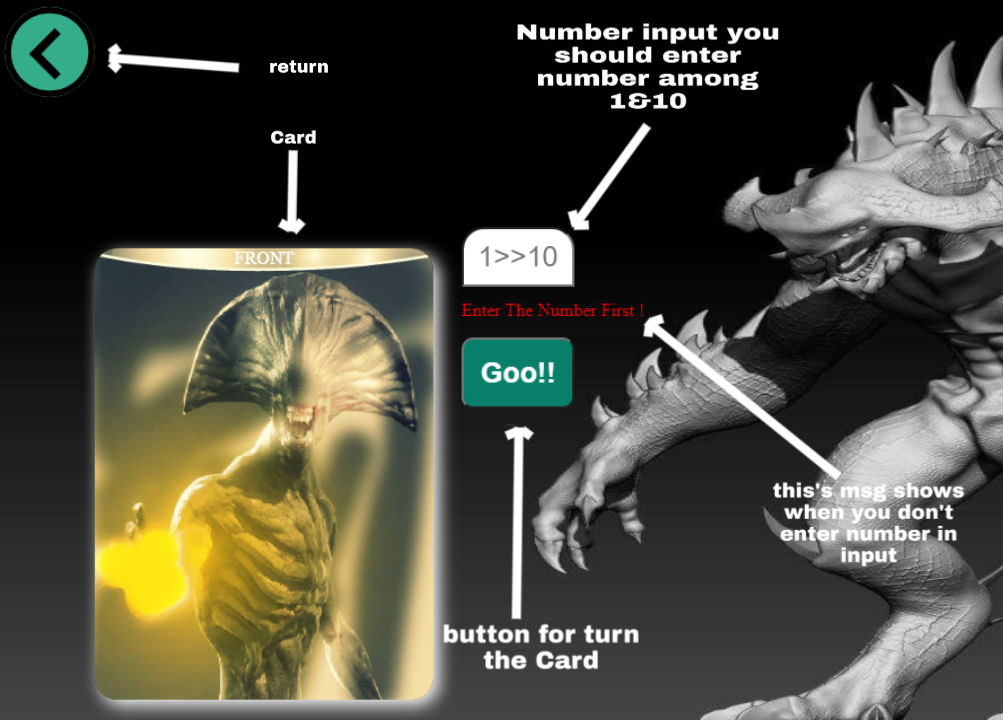 return
Number input you
should enter
number among
1&10
Card
FRONT
1>>10
Enter The Number First !
Goo!!
this's msg shows
when you don't
enter number in
input
button for turn
the Card